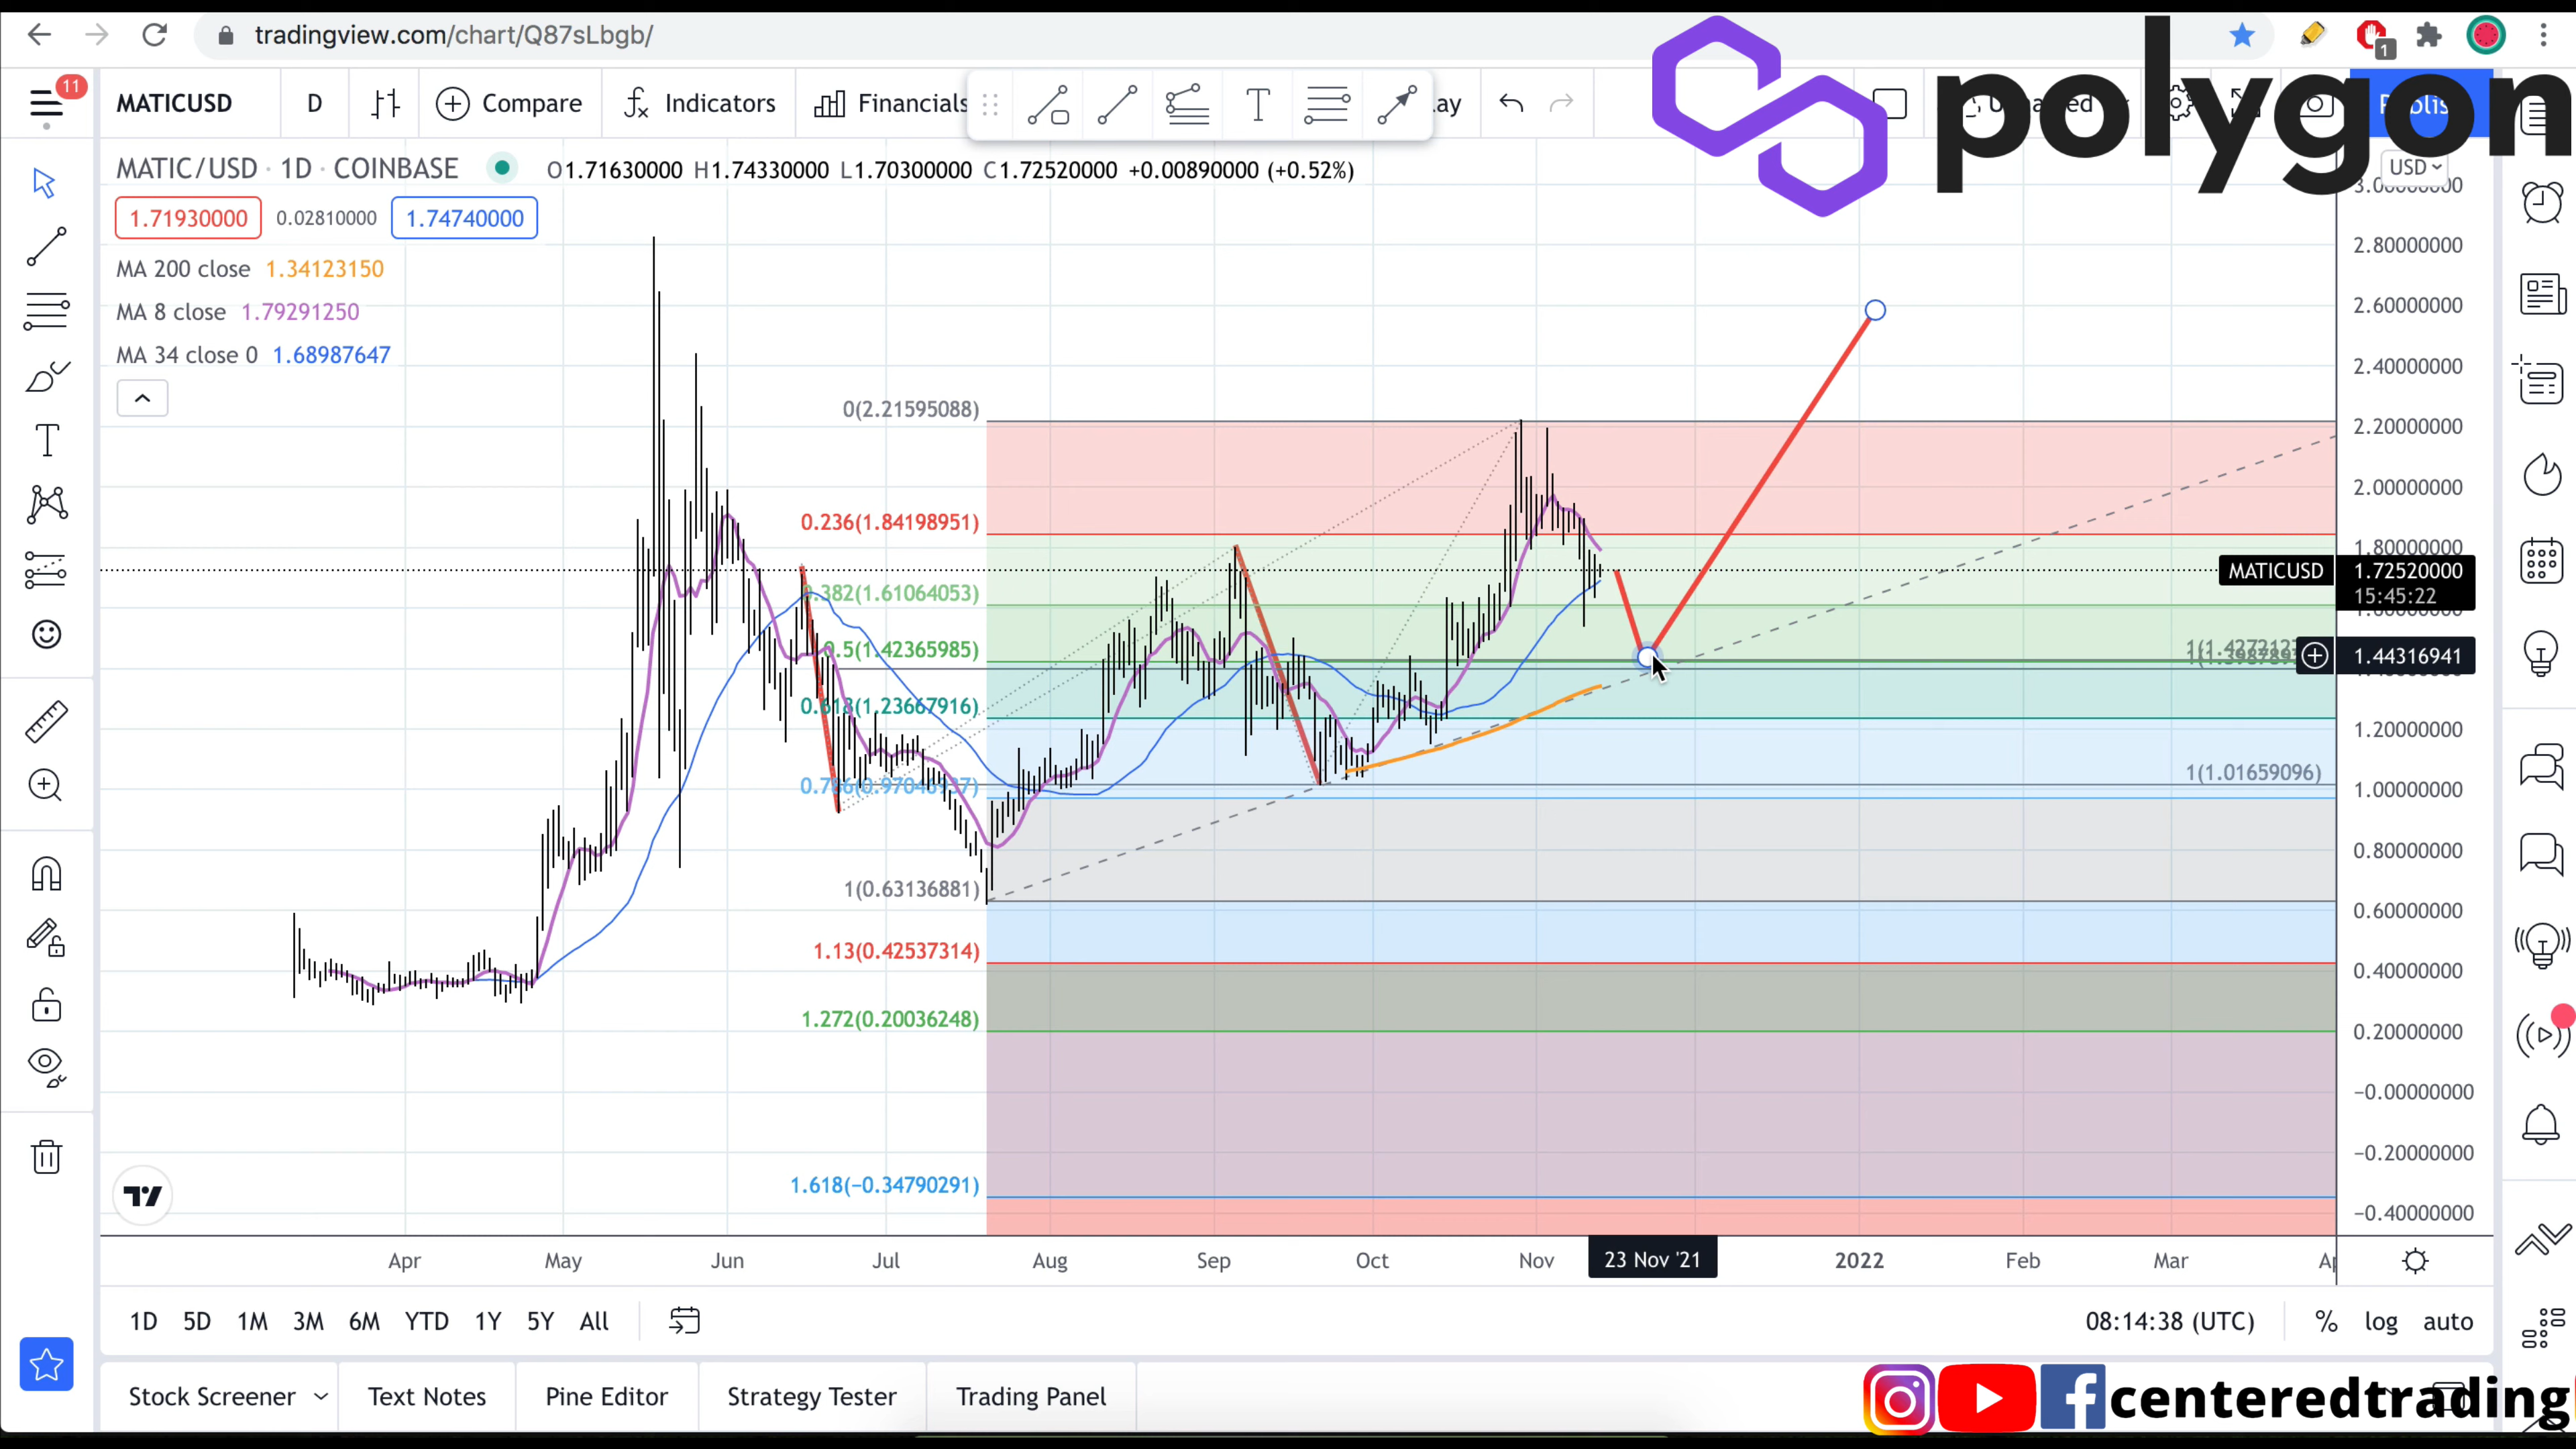 tradingview.com/chart/Q87sLbgb/
1
polygon
11
MATICUSD D Compare Indicators Financials
MATIC/USD · 1D · COINBASE O1.71630000 H1.74330000 L1.70300000 C1.72520000 +0.00890000 (+0.52%)
USD
1.71930000 0.02810000 1.74740000
MA 200 close 1.34123150
MA 8 close 1.79291250
MA 34 close 0 1.68987647
2.80000000
2.60000000
2.40000000
2.20000000
2.00000000
1.80000000
MATICUSD 1.72520000
15:45:22
1.44316941
1.20000000
1.00000000
0.80000000
0.60000000
0.40000000
0.20000000
−0.00000000
−0.20000000
−0.40000000
0(2.21595088)
0.236(1.84198951)
0.382(1.61064053)
0.5(1.42365985)
0.618(1.23667916)
1(1.01659096)
1(0.63136881)
1.13(0.42537314)
1.272(0.20036248)
1.618(−0.34790291)
Apr May Jun Jul Aug Sep Oct Nov 23 Nov '21 2022 Feb Mar
1D 5D 1M 3M 6M YTD 1Y 5Y All 08:14:38 (UTC) % log auto
Stock Screener Text Notes Pine Editor Strategy Tester Trading Panel
centeredtrading